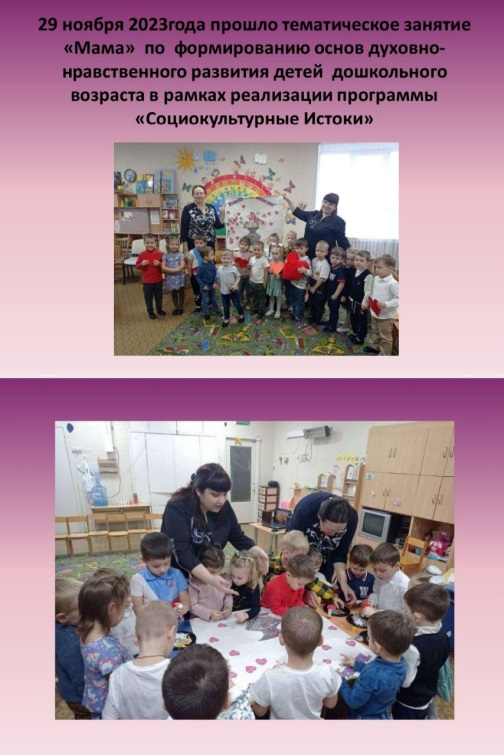 29 ноября 2023года прошло тематическое занятие
«Мама» по формированию основ духовно-
нравственного развития детей дошкольного
возраста в рамках реализации программы
«Социокультурные Истоки»